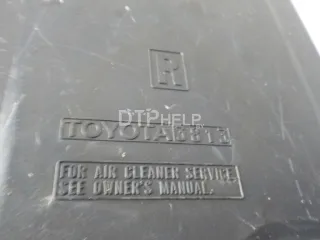 R
DTPHELP.
TOYOTA
FOR AIR CLEANER SERVICE
SEE OWNER'S MANUAL.